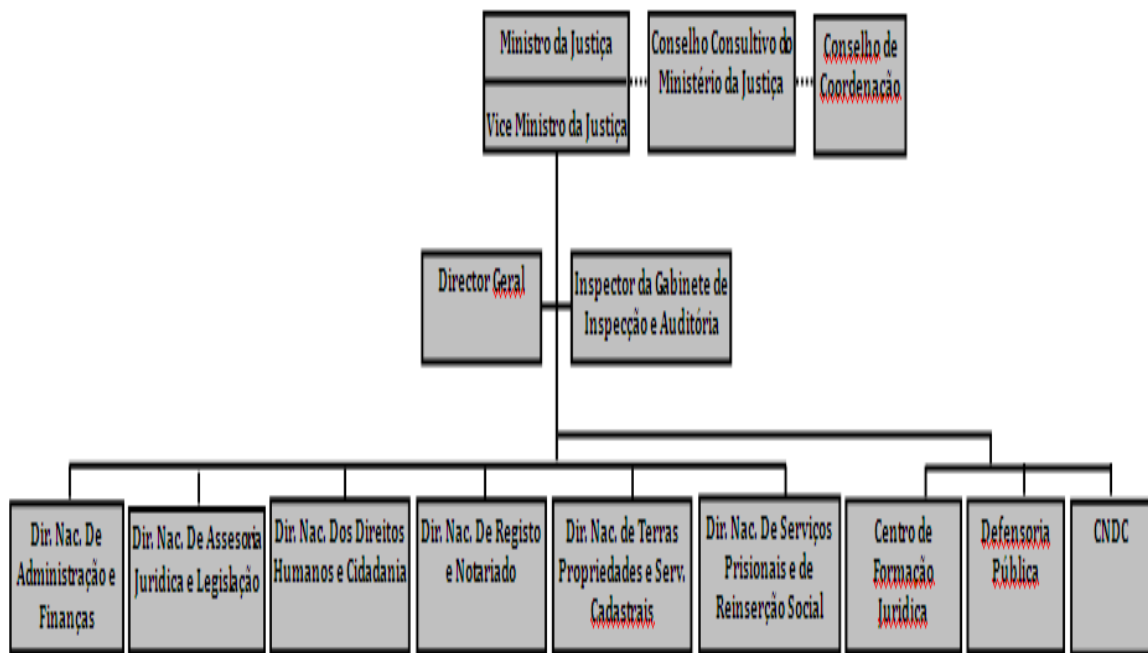 Ministro da Justiça
Vice Ministro da Justiça
Conselho Consultivo do
Ministério da Justiça
Conselho de
Coordenação
Director Geral
Inspector da Gabinete de
Inspecção e Auditória
Dir. Nac. De
Administração e
Finanças
Dir. Nac. De Assesoria
Juridica e Legislação
Dir. Nac. Dos Direitos
Humanos e Cidadania
Dir. Nac. De Registo
e Notariado
Dir. Nac. de Terras
Propriedades e Serv.
Cadastrais
Dir. Nac. De Serviços
Prisionais e de
Reinserção Social
Centro de
Formação
Juridica
Defensoria
Pública
CNDC